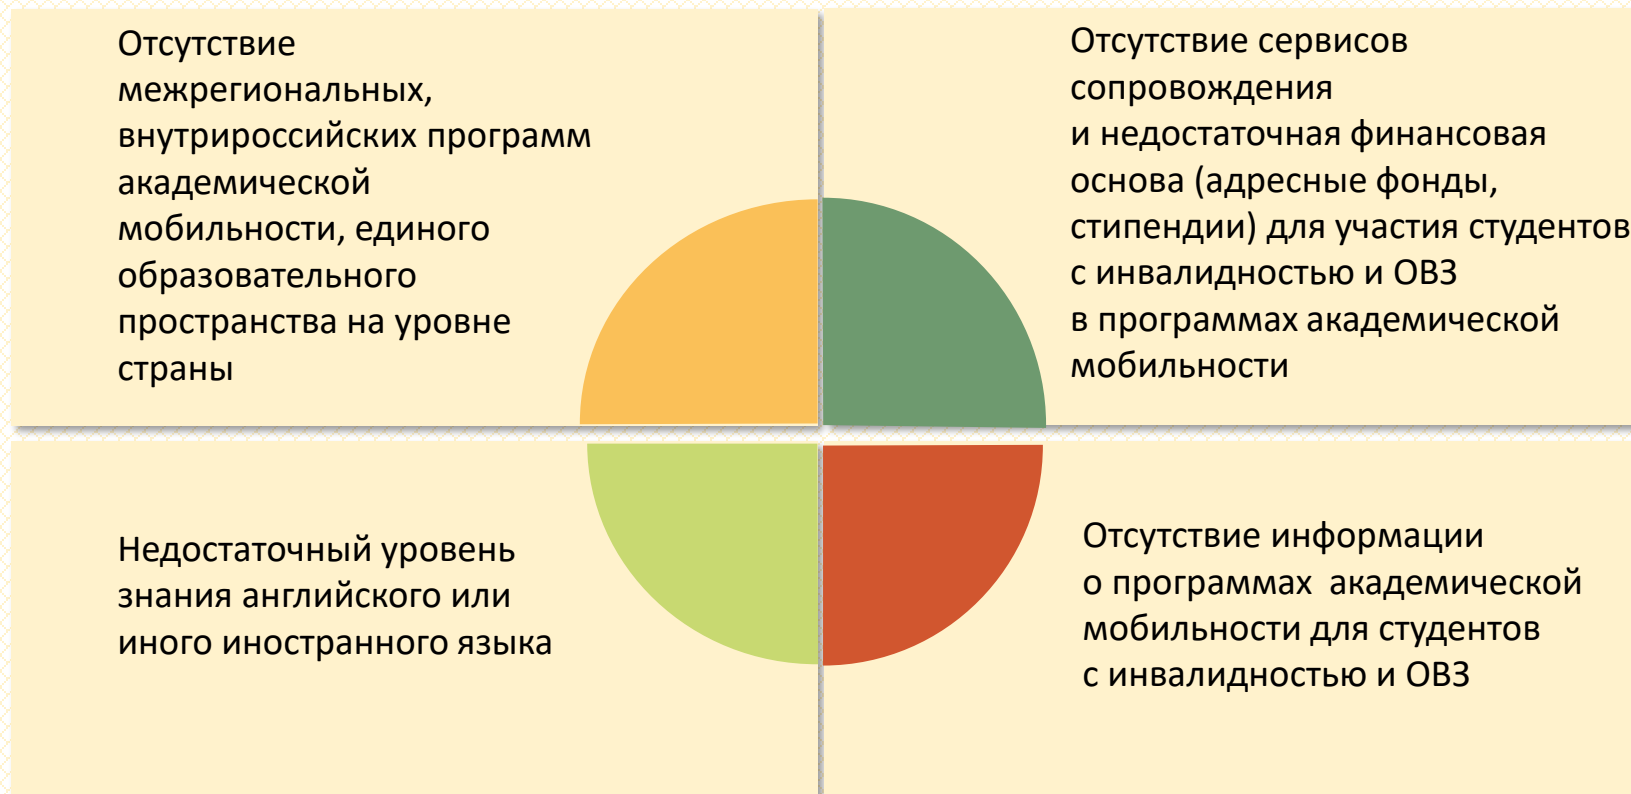 Отсутствие
межрегиональных,
внутрироссийских программ
академической
мобильности, единого
образовательного
пространства на уровне
страны
Отсутствие сервисов
сопровождения
и недостаточная финансовая
основа (адресные фонды,
стипендии) для участия студентов
с инвалидностью и ОВЗ
в программах академической
мобильности
Недостаточный уровень
знания английского или
иного иностранного языка
Отсутствие информации
о программах  академической
мобильности для студентов
с инвалидностью и ОВЗ